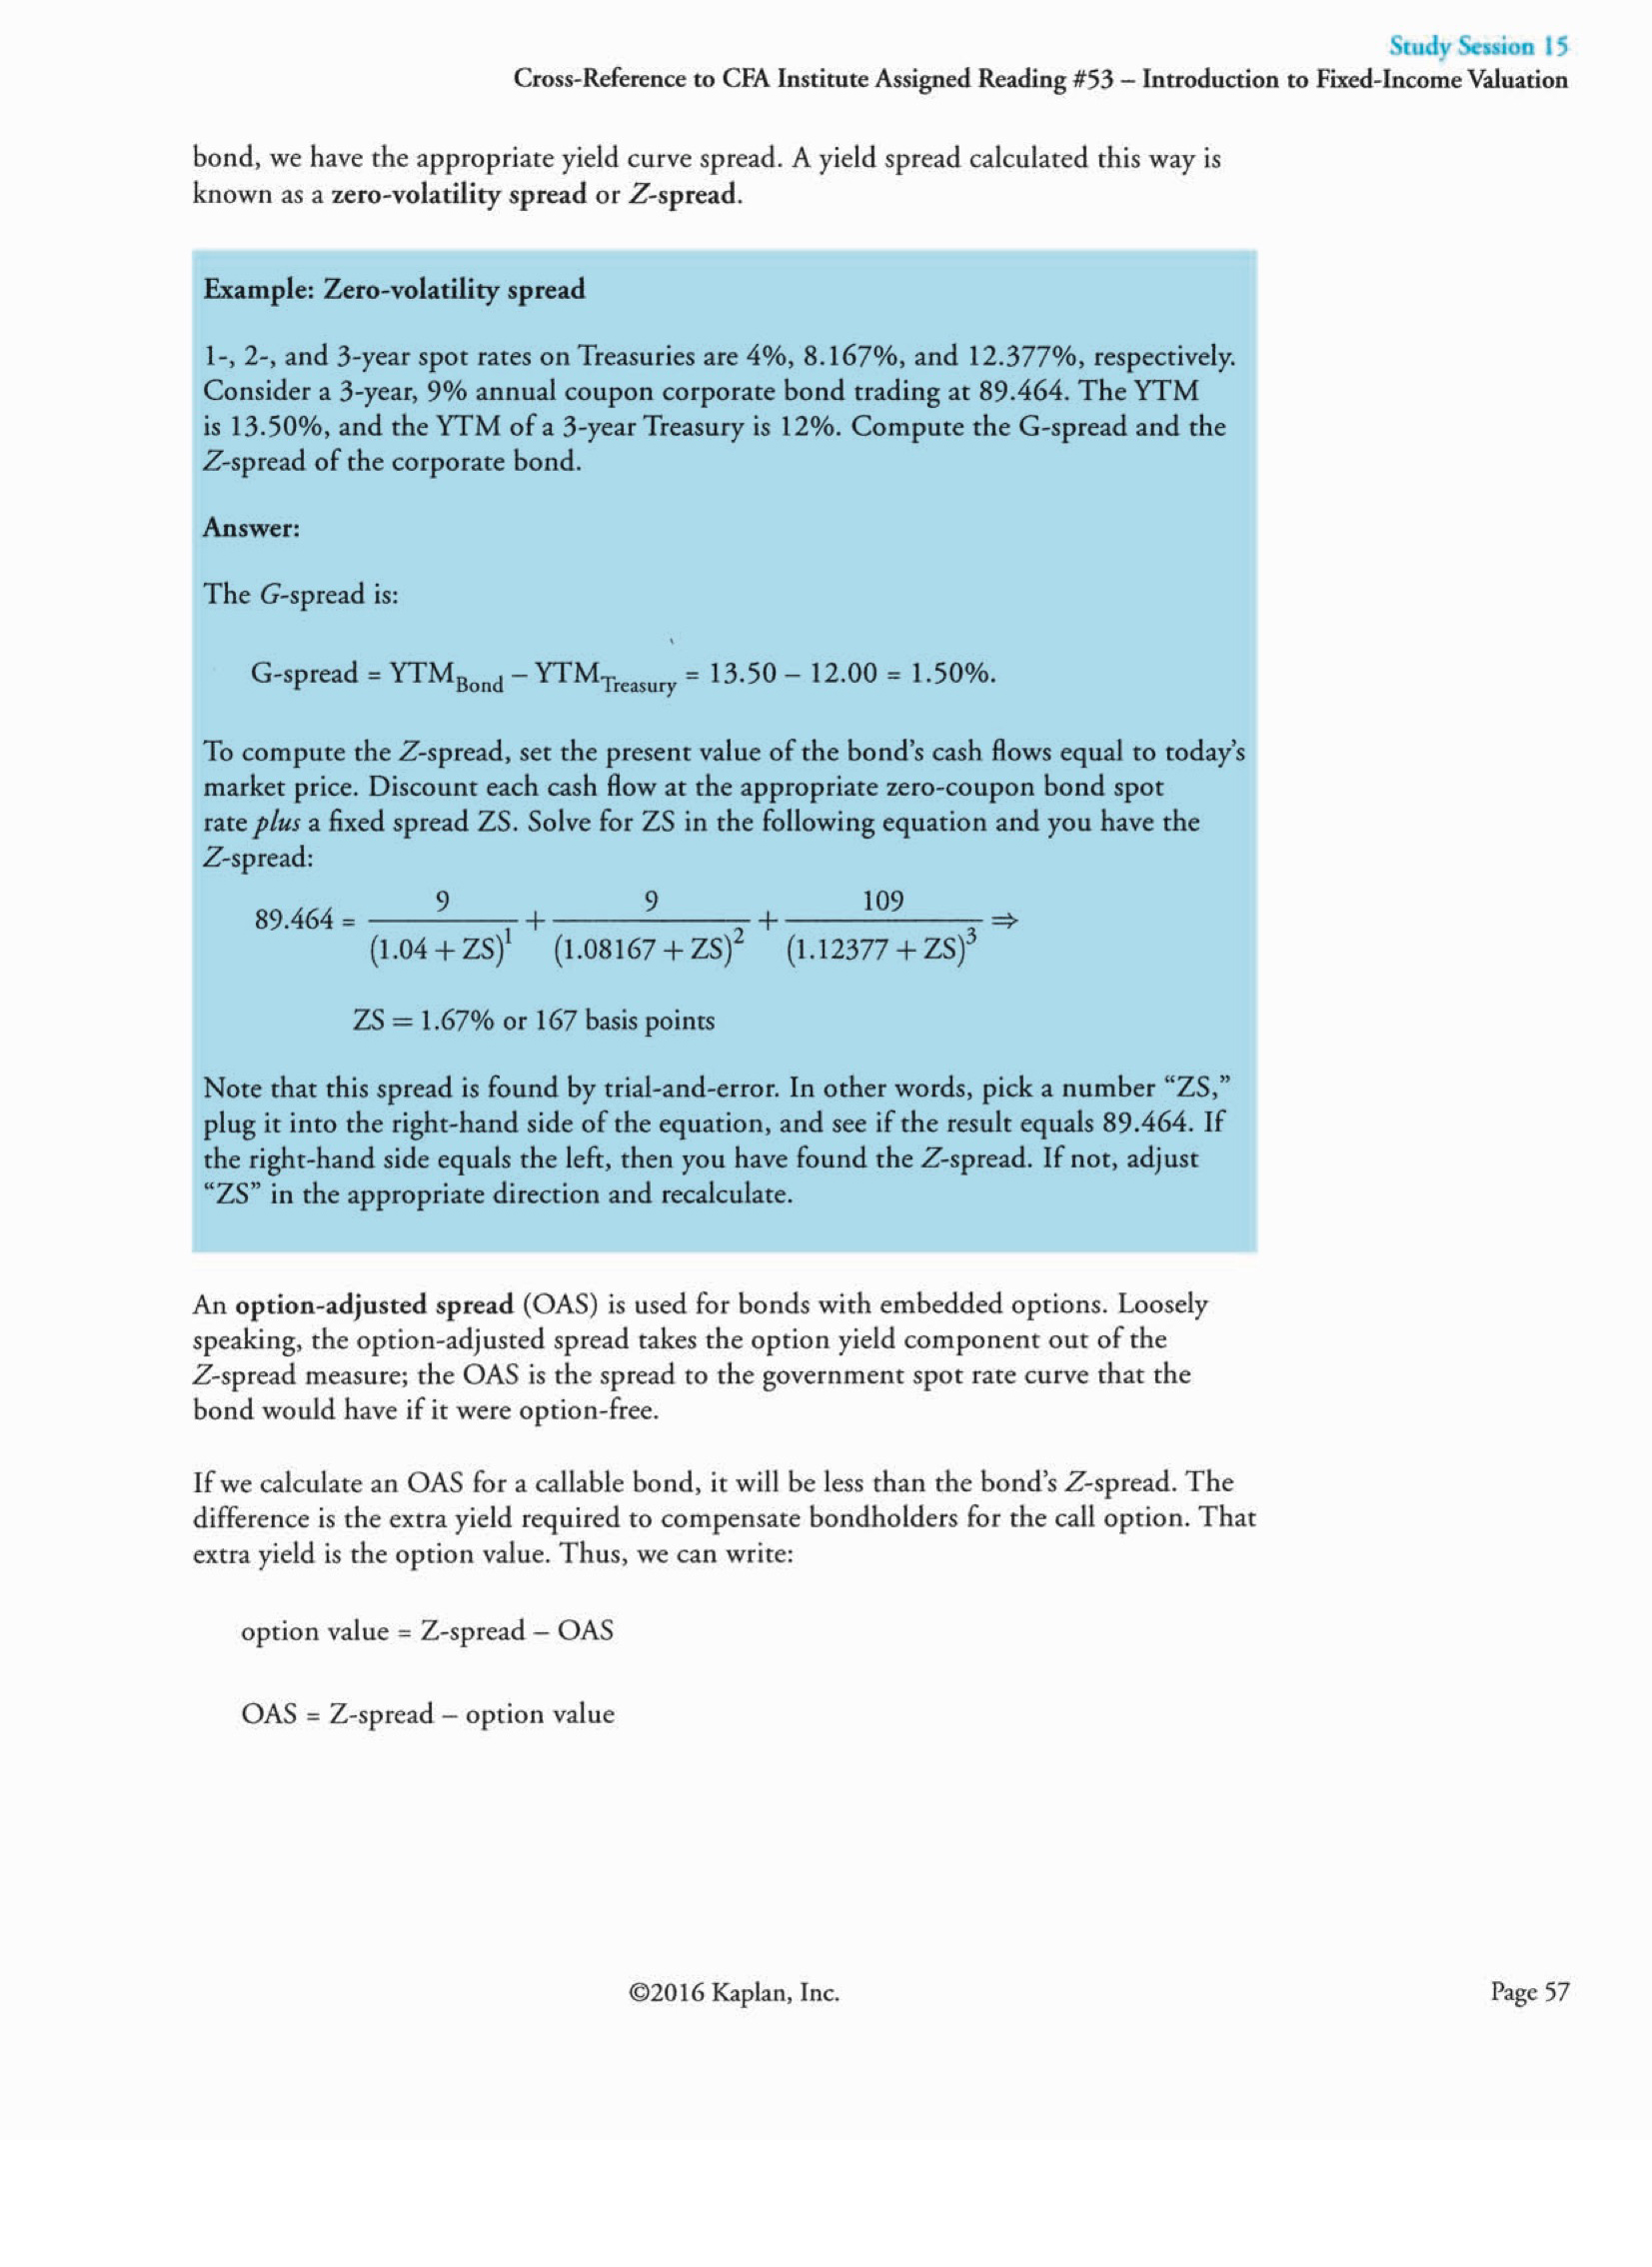 Study Session 15
Cross-Reference to CFA Institute Assigned Reading #53 – Introduction to Fixed-Income Valuation
bond, we have the appropriate yield curve spread. A yield spread calculated this way is
known as a zero-volatility spread or Z-spread.
Example: Zero-volatility spread
1-, 2-, and 3-year spot rates on Treasuries are 4%, 8.167%, and 12.377%, respectively.
Consider a 3-year, 9% annual coupon corporate bond trading at 89.464. The YTM
is 13.50%, and the YTM of a 3-year Treasury is 12%. Compute the G-spread and the
Z-spread of the corporate bond.
Answer:
The G-spread is:
G-spread = YTM_Bond – YTM_Treasury = 13.50 – 12.00 = 1.50%.
To compute the Z-spread, set the present value of the bond's cash flows equal to today's
market price. Discount each cash flow at the appropriate zero-coupon bond spot
rate plus a fixed spread ZS. Solve for ZS in the following equation and you have the
Z-spread:
89.464 = 9/(1.04 + ZS)^1 + 9/(1.08167 + ZS)^2 + 109/(1.12377 + ZS)^3 ⇒
ZS = 1.67% or 167 basis points
Note that this spread is found by trial-and-error. In other words, pick a number “ZS,”
plug it into the right-hand side of the equation, and see if the result equals 89.464. If
the right-hand side equals the left, then you have found the Z-spread. If not, adjust
“ZS” in the appropriate direction and recalculate.
An option-adjusted spread (OAS) is used for bonds with embedded options. Loosely
speaking, the option-adjusted spread takes the option yield component out of the
Z-spread measure; the OAS is the spread to the government spot rate curve that the
bond would have if it were option-free.
If we calculate an OAS for a callable bond, it will be less than the bond's Z-spread. The
difference is the extra yield required to compensate bondholders for the call option. That
extra yield is the option value. Thus, we can write:
option value = Z-spread – OAS
OAS = Z-spread – option value
©2016 Kaplan, Inc.
Page 57